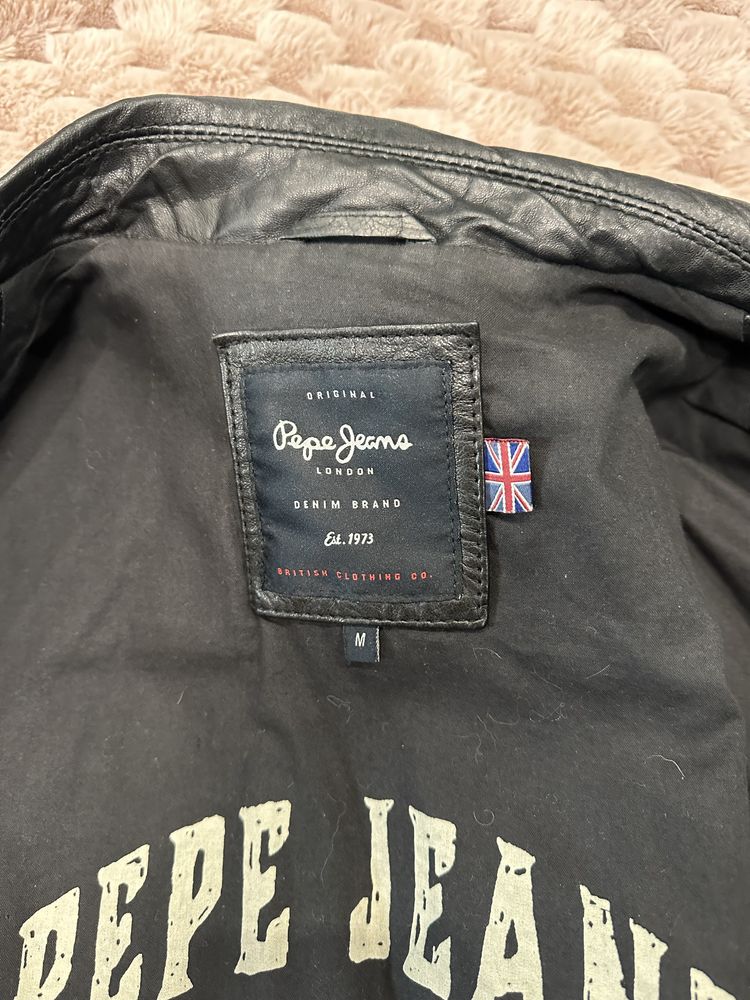 ORIGINAL
Pepe Jeans
LONDON
DENIM BRAND
Est. 1973
BRITISH CLOTHING CO.
M
PEPE JEAN